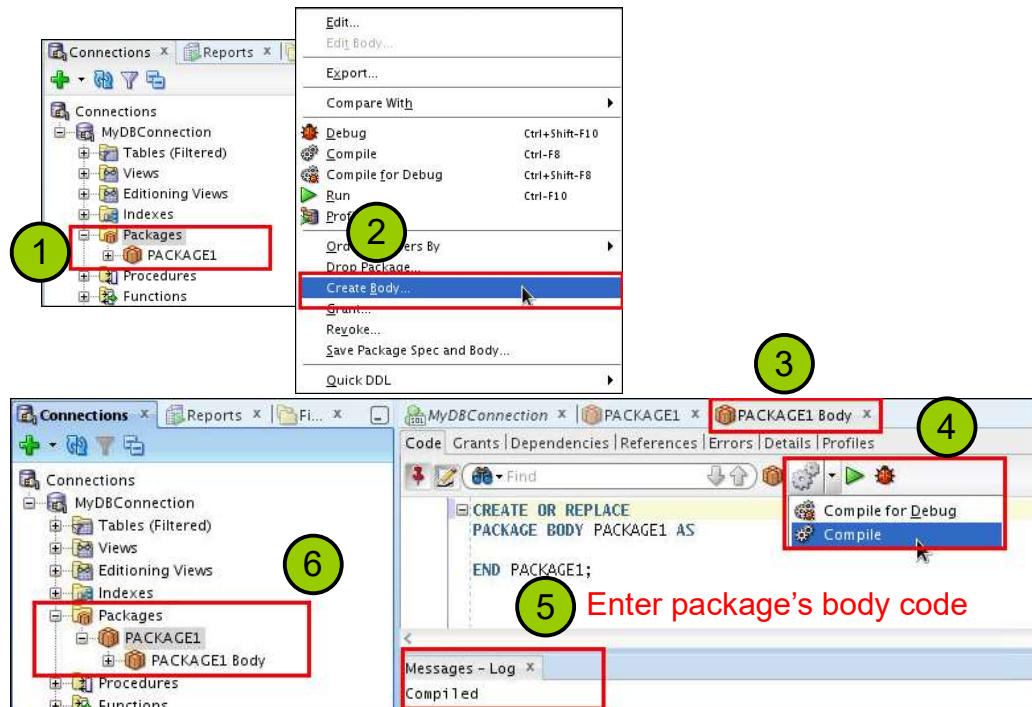 Connections x Reports x
Connections
MyDBConnection
Tables (Filtered)
Views
Editioning Views
Indexes
Packages
PACKAGE1
Procedures
Functions
1
Edit...
Edit Body...
Export...
Compare With
Debug Ctrl+Shift-F10
Compile Ctrl-F8
Compile for Debug Ctrl+Shift-F8
Run Ctrl-F10
2
Drop Package...
Create Body...
Grant...
Revoke...
Save Package Spec and Body...
Quick DDL
3
Connections x Reports x Fi... x
Connections
MyDBConnection
Tables (Filtered)
Views
Editioning Views
Indexes
Packages
PACKAGE1
PACKAGE1 Body
Procedures
Functions
6
MyDBConnection x PACKAGE1 x PACKAGE1 Body x
4
Code Grants Dependencies References Errors Details Profiles
Find
Compile for Debug
Compile
CREATE OR REPLACE
PACKAGE BODY PACKAGE1 AS
END PACKAGE1;
5 Enter package's body code
Messages - Log x
Compiled